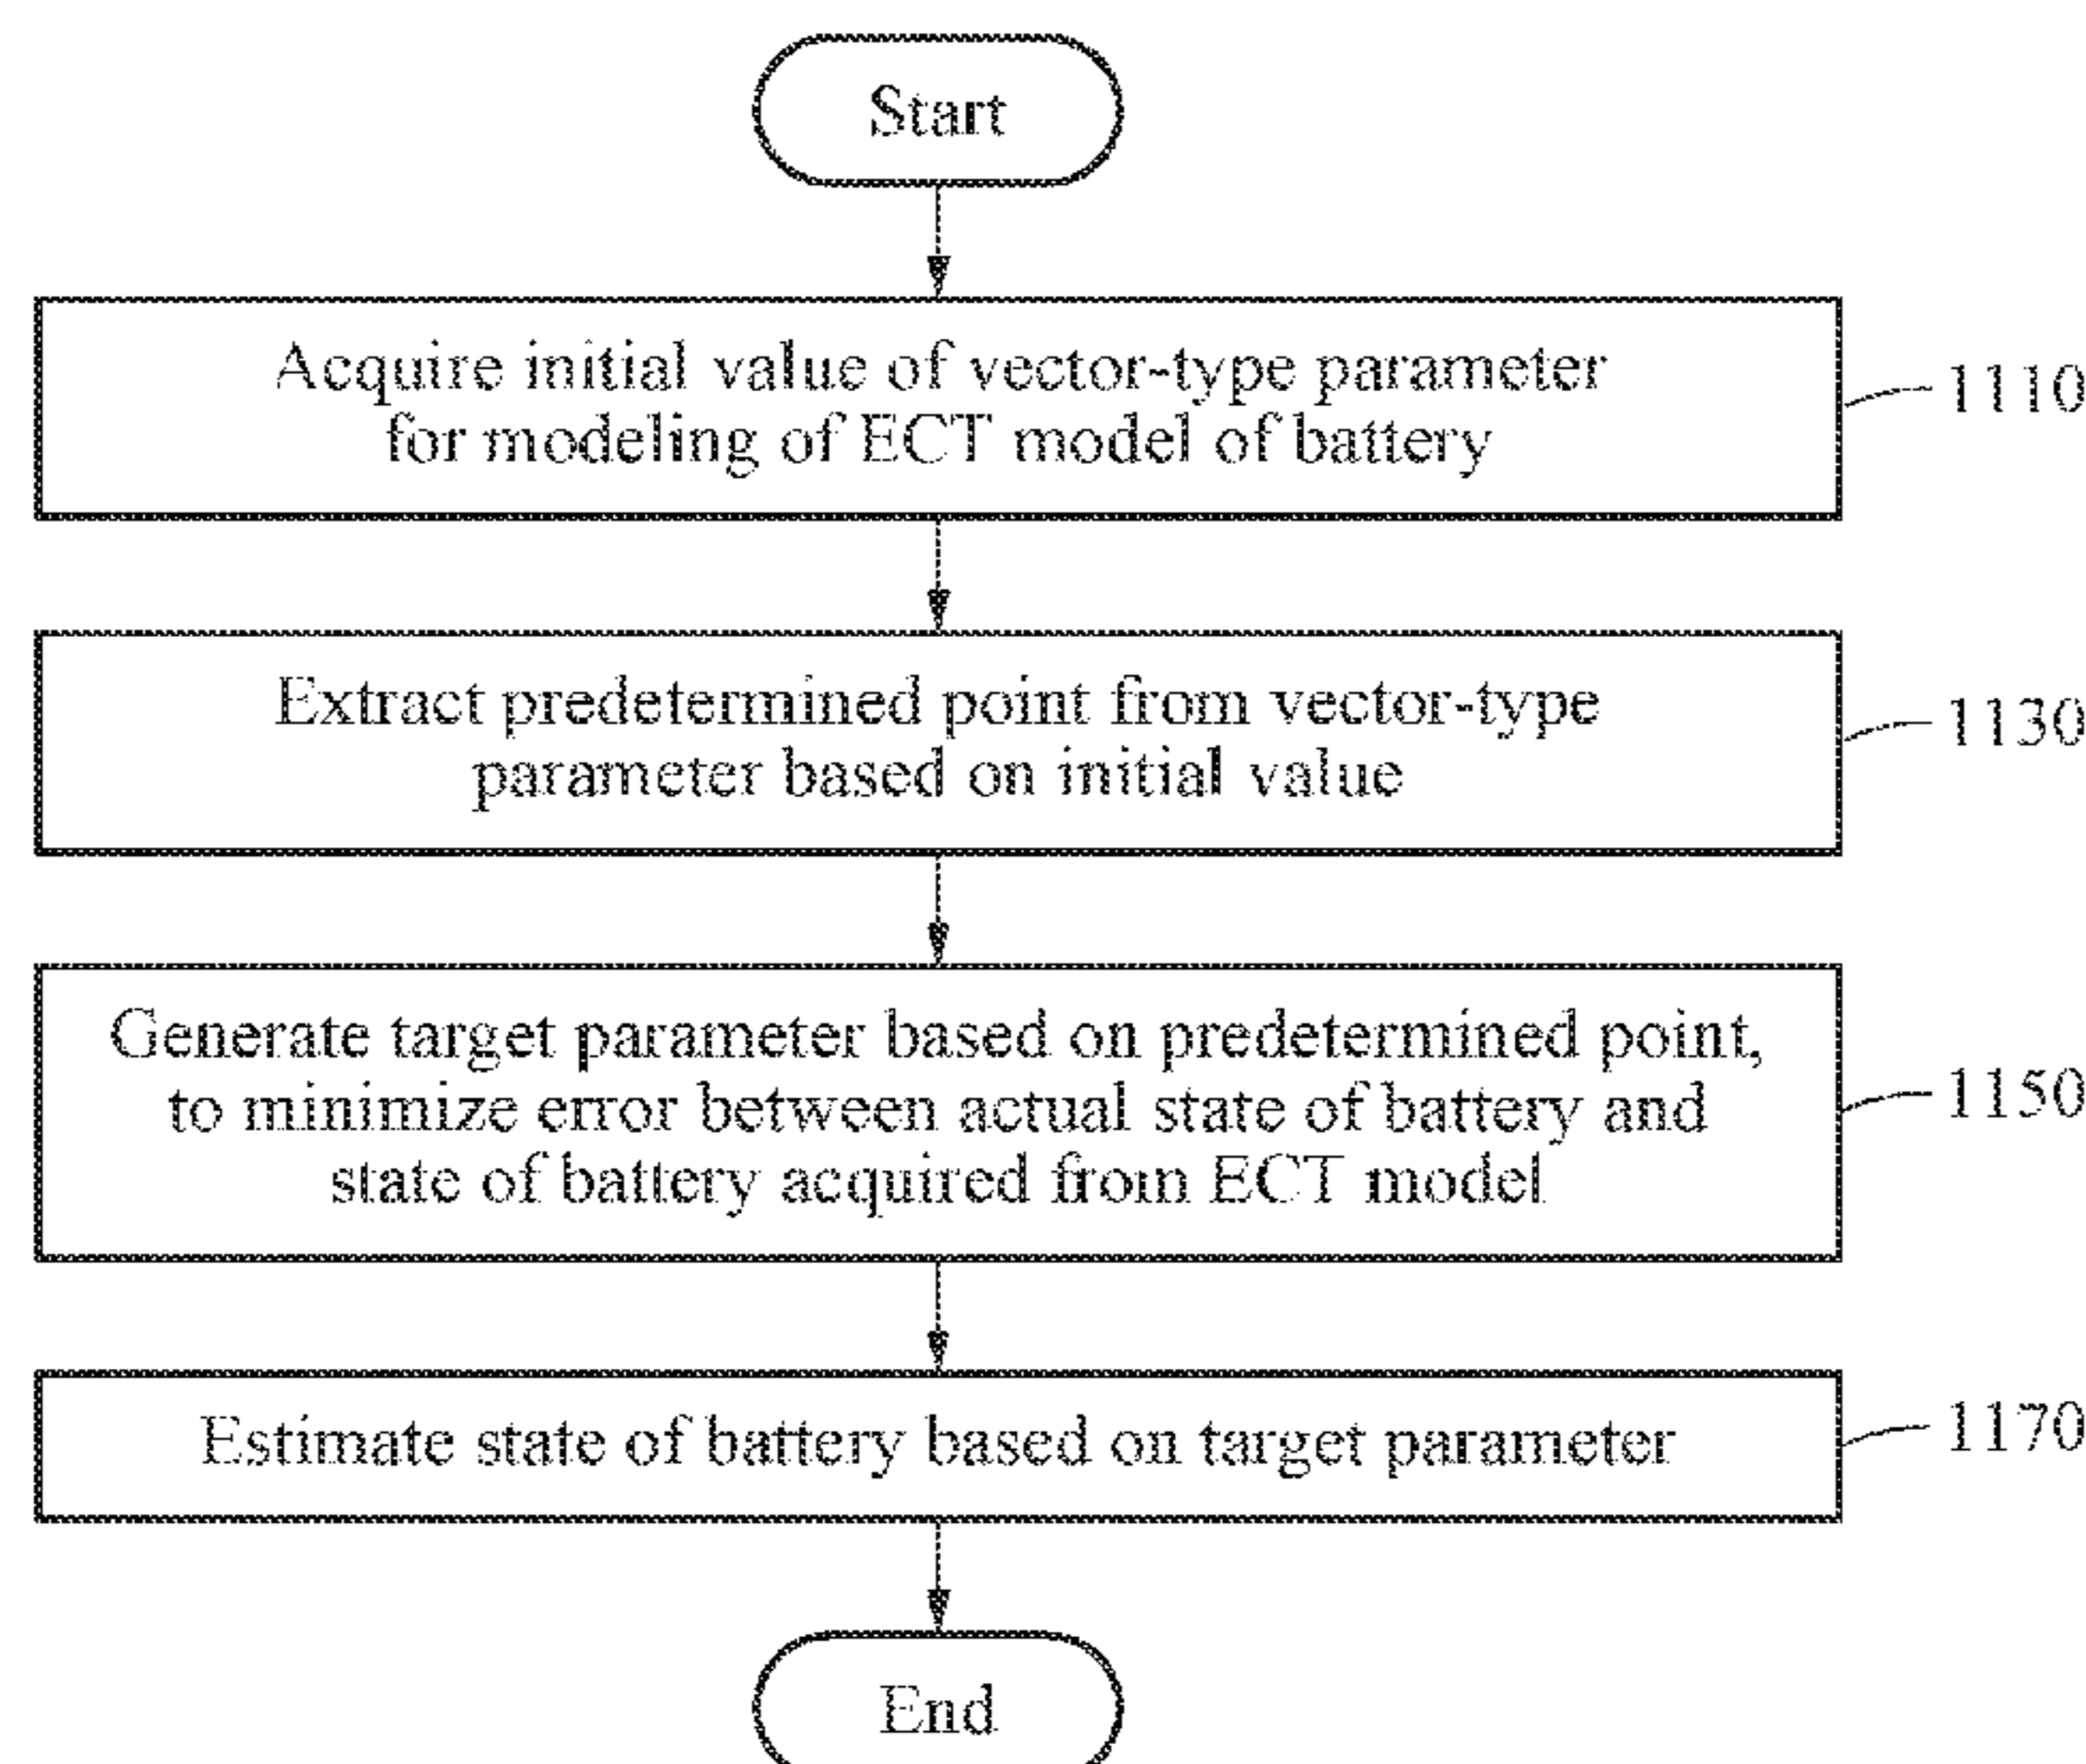 Start
Acquire initial value of vector-type parameter
for modeling of ECT model of battery
1110
Extract predetermined point from vector-type
parameter based on initial value
1130
Generate target parameter based on predetermined point,
to minimize error between actual state of battery and
state of battery acquired from ECT model
1150
Estimate state of battery based on target parameter
1170
End